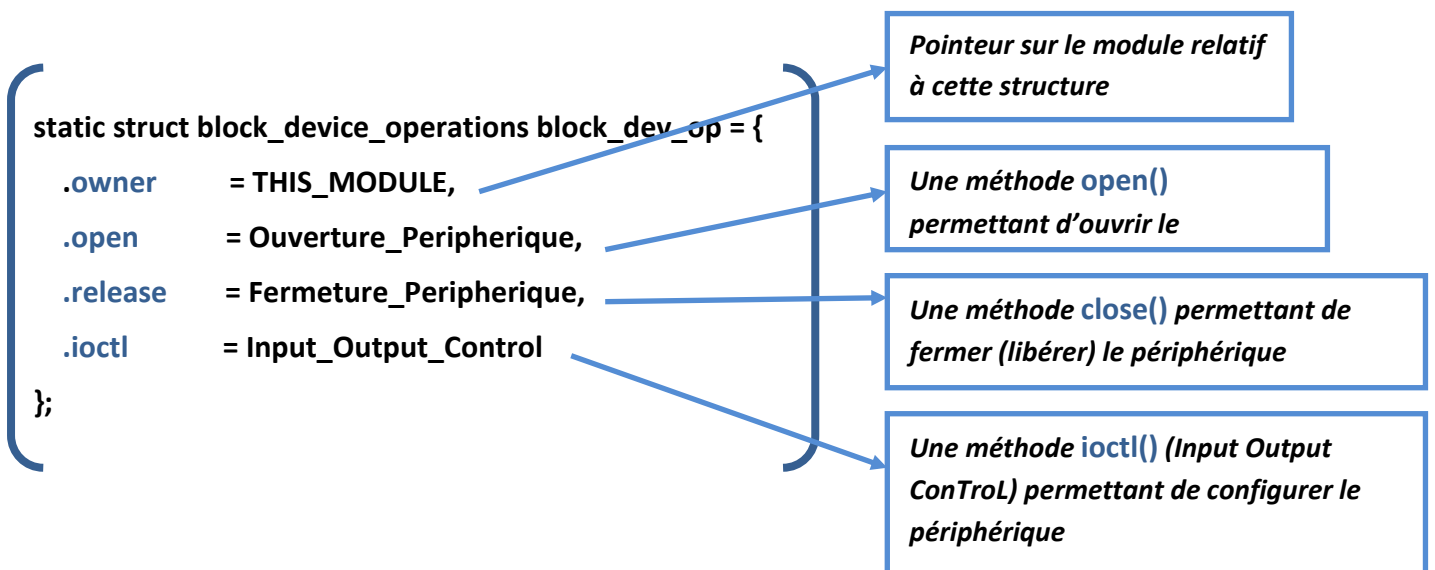 static struct block_device_operations block_dev_op = {
.owner = THIS_MODULE,
.open = Ouverture_Peripherique,
.release = Fermeture_Peripherique,
.ioctl = Input_Output_Control
};
Pointeur sur le module relatif
à cette structure
Une méthode open()
permettant d’ouvrir le
Une méthode close() permettant de
fermer (libérer) le périphérique
Une méthode ioctl() (Input Output
ConTroL) permettant de configurer le
périphérique